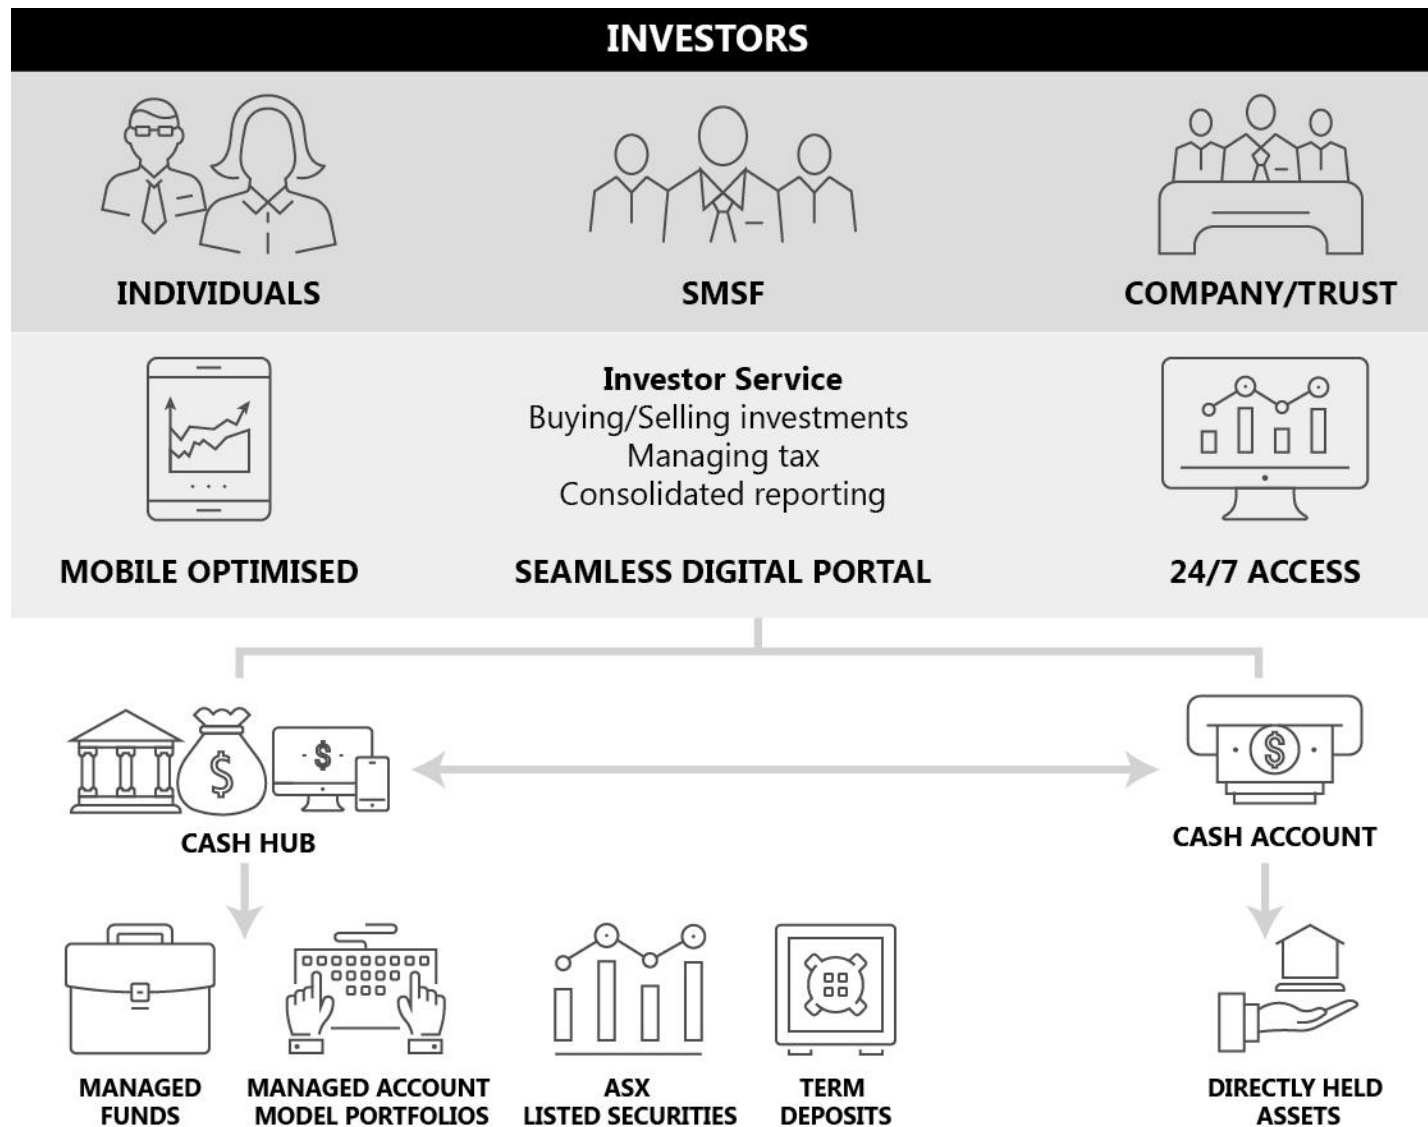 INVESTORS
INDIVIDUALS
SMSF
COMPANY/TRUST
Investor Service
Buying/Selling investments
Managing tax
Consolidated reporting
MOBILE OPTIMISED
SEAMLESS DIGITAL PORTAL
24/7 ACCESS
$
$
$
CASH HUB
CASH ACCOUNT
MANAGED
FUNDS
MANAGED ACCOUNT
MODEL PORTFOLIOS
ASX
LISTED SECURITIES
TERM
DEPOSITS
DIRECTLY HELD
ASSETS